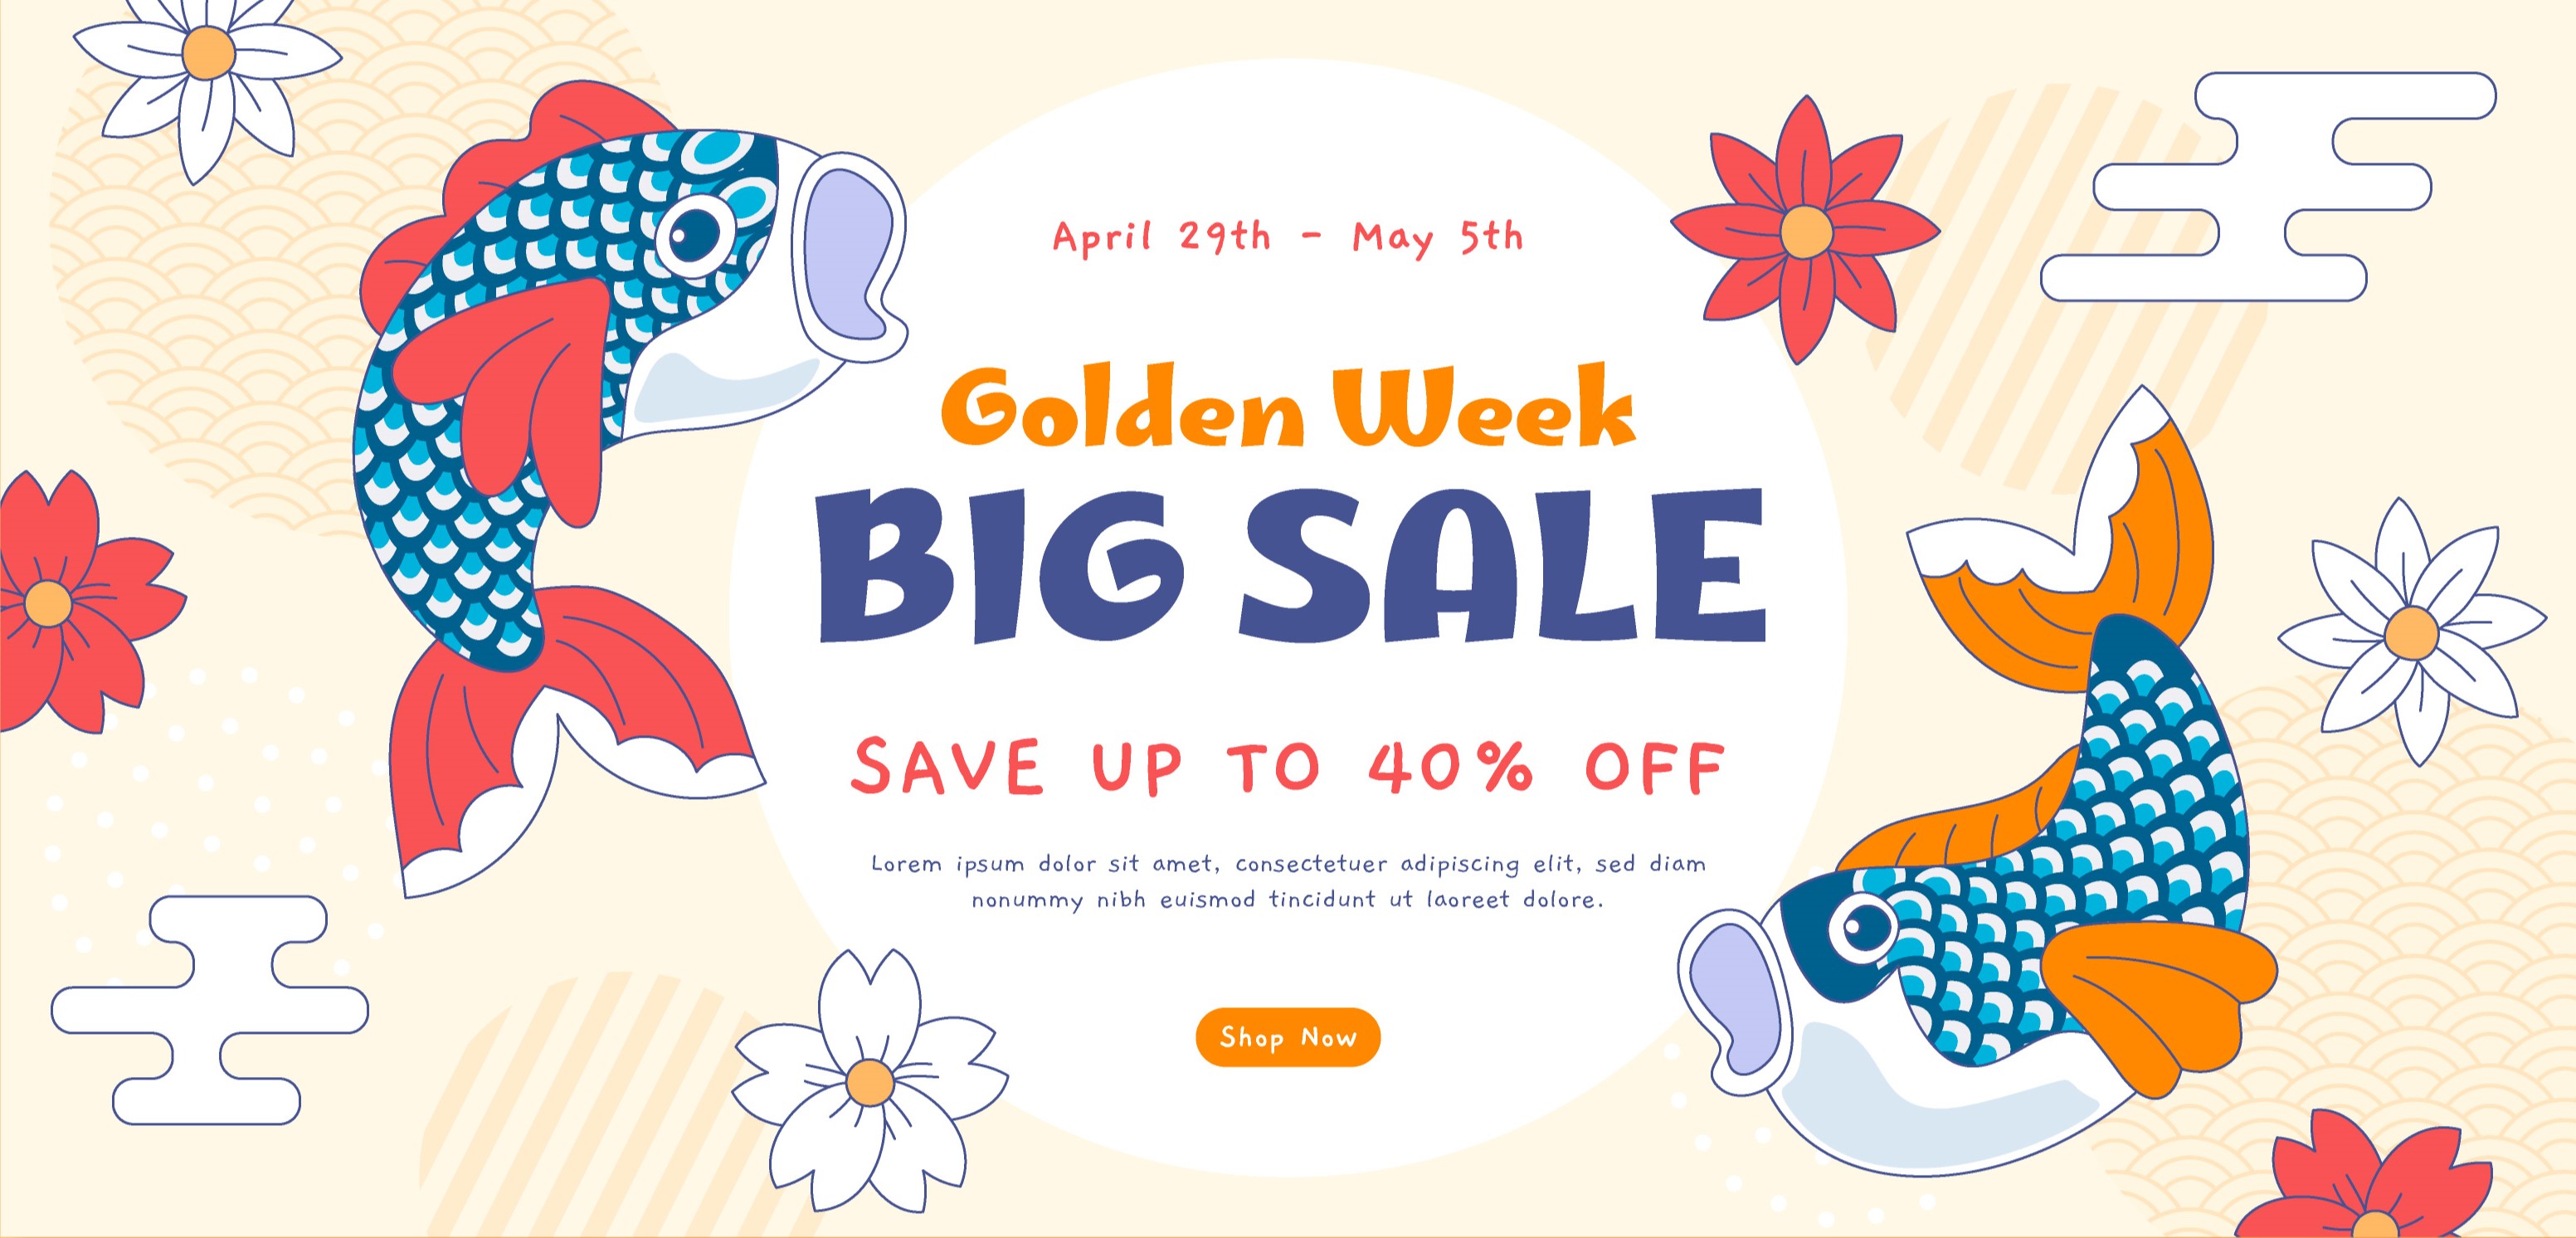 April 29th - May 5th
Golden Week
BIG SALE
SAVE UP TO 40% OFF
Lorem ipsum dolor sit amet, consectetuer adipiscing elit, sed diam
nonummy nibh euismod tincidunt ut laoreet dolore.
Shop Now